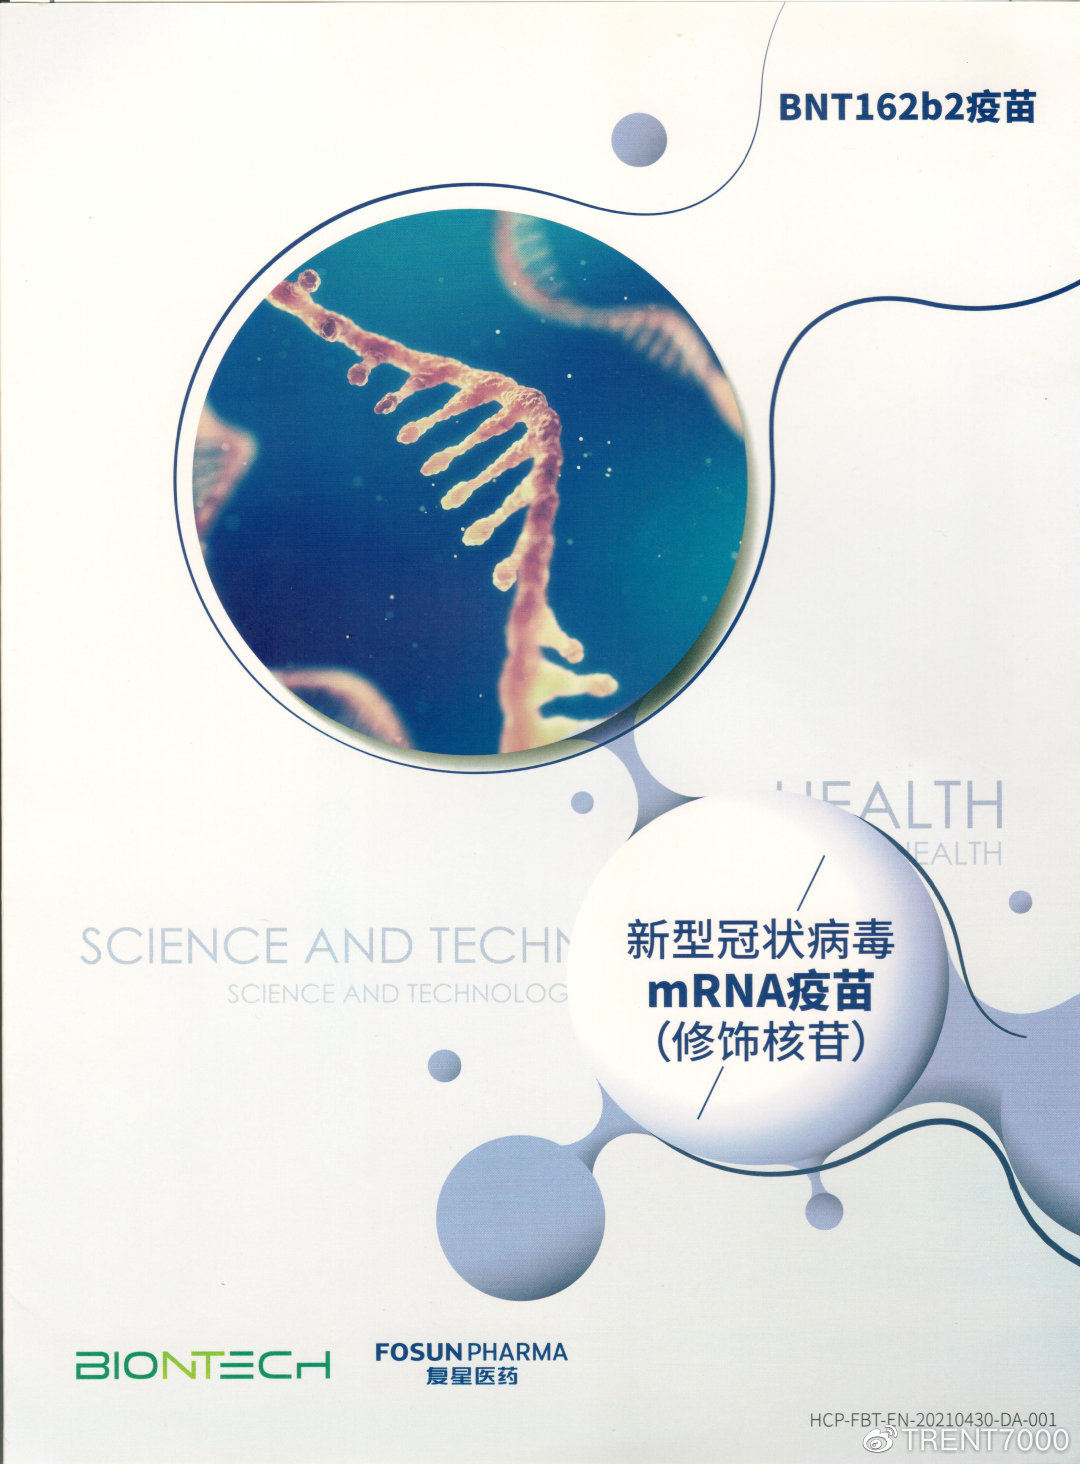 BNT162b2疫苗
HEALTH
HEALTH
SCIENCE AND TECHN
SCIENCE AND TECHNOLOG
新型冠状病毒
mRNA疫苗
（修饰核苷）
BIONTECH
FOSUN PHARMA
复星医药
HCP-FBT-EN-20210430-DA-001
TRENT7000